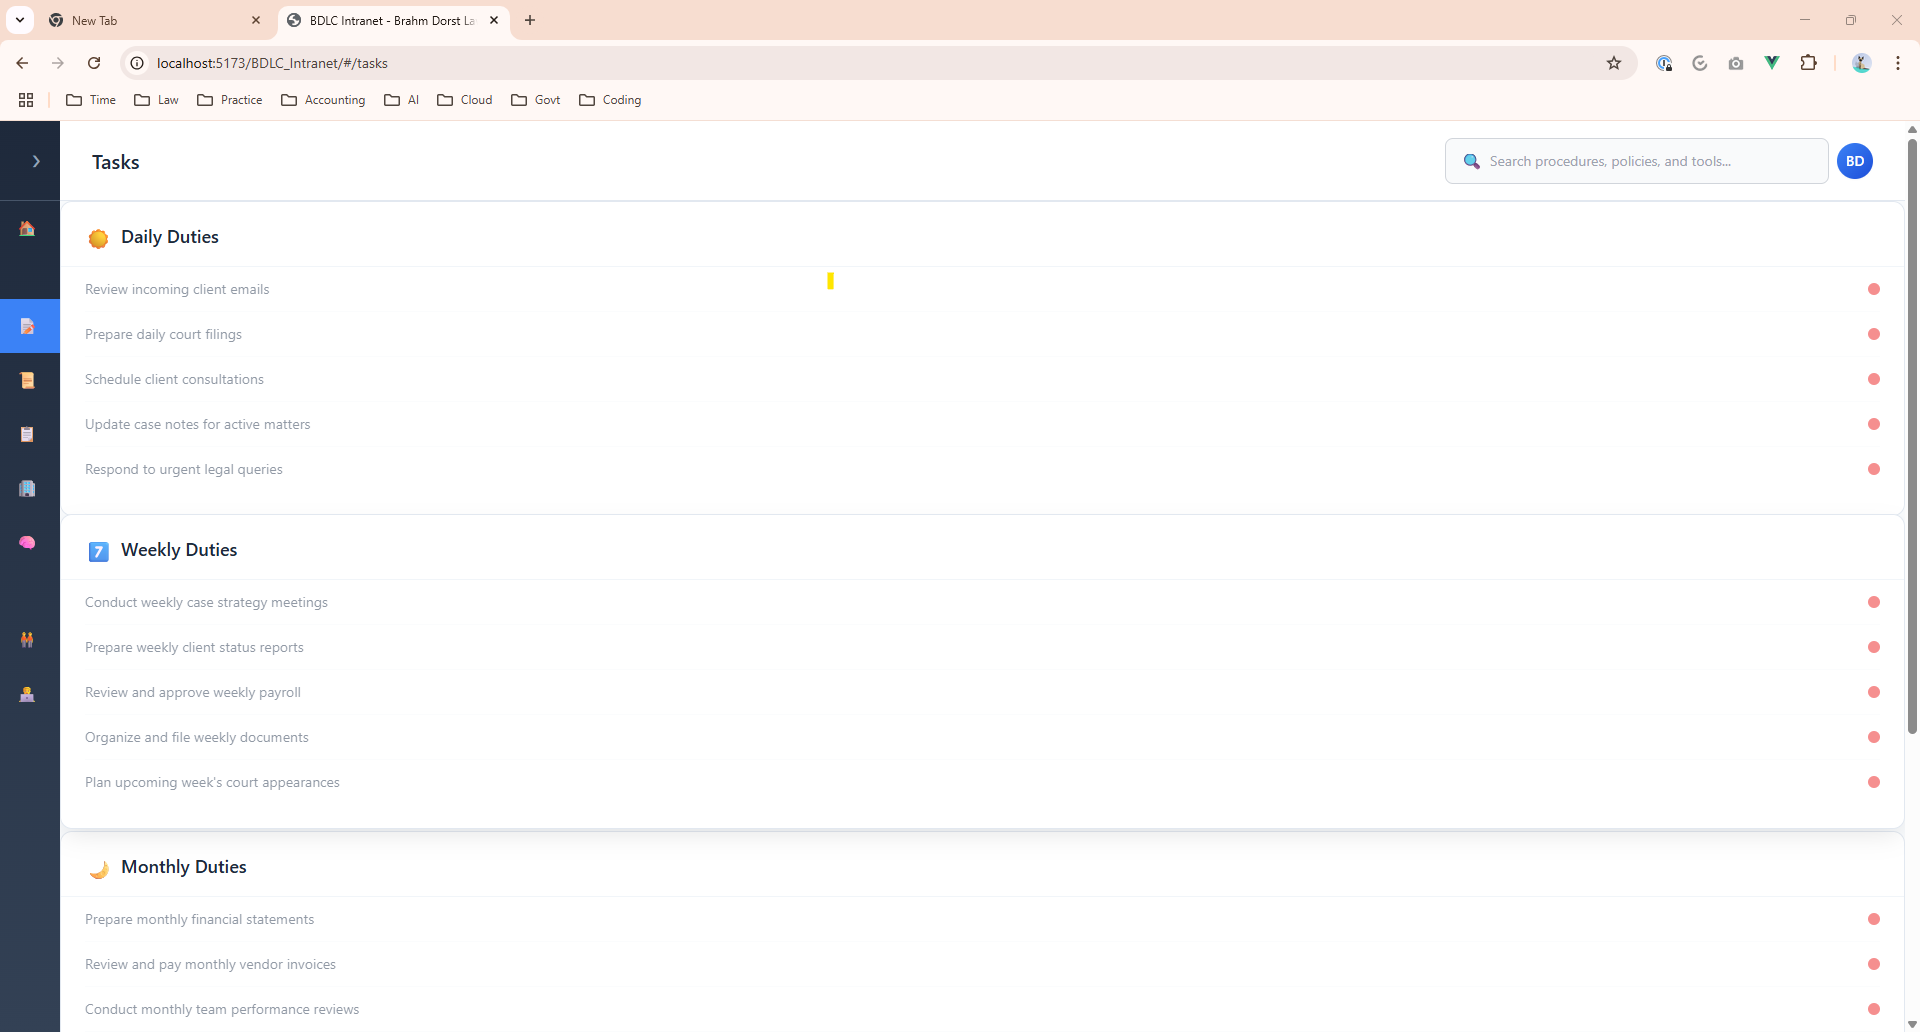 New Tab
BDLC Intranet - Brahm Dorst La
localhost:5173/BDLC_Intranet/#/tasks
Time Law Practice Accounting AI Cloud Govt Coding
Tasks
Search procedures, policies, and tools...
BD
Daily Duties
Review incoming client emails
Prepare daily court filings
Schedule client consultations
Update case notes for active matters
Respond to urgent legal queries
7 Weekly Duties
Conduct weekly case strategy meetings
Prepare weekly client status reports
Review and approve weekly payroll
Organize and file weekly documents
Plan upcoming week's court appearances
Monthly Duties
Prepare monthly financial statements
Review and pay monthly vendor invoices
Conduct monthly team performance reviews